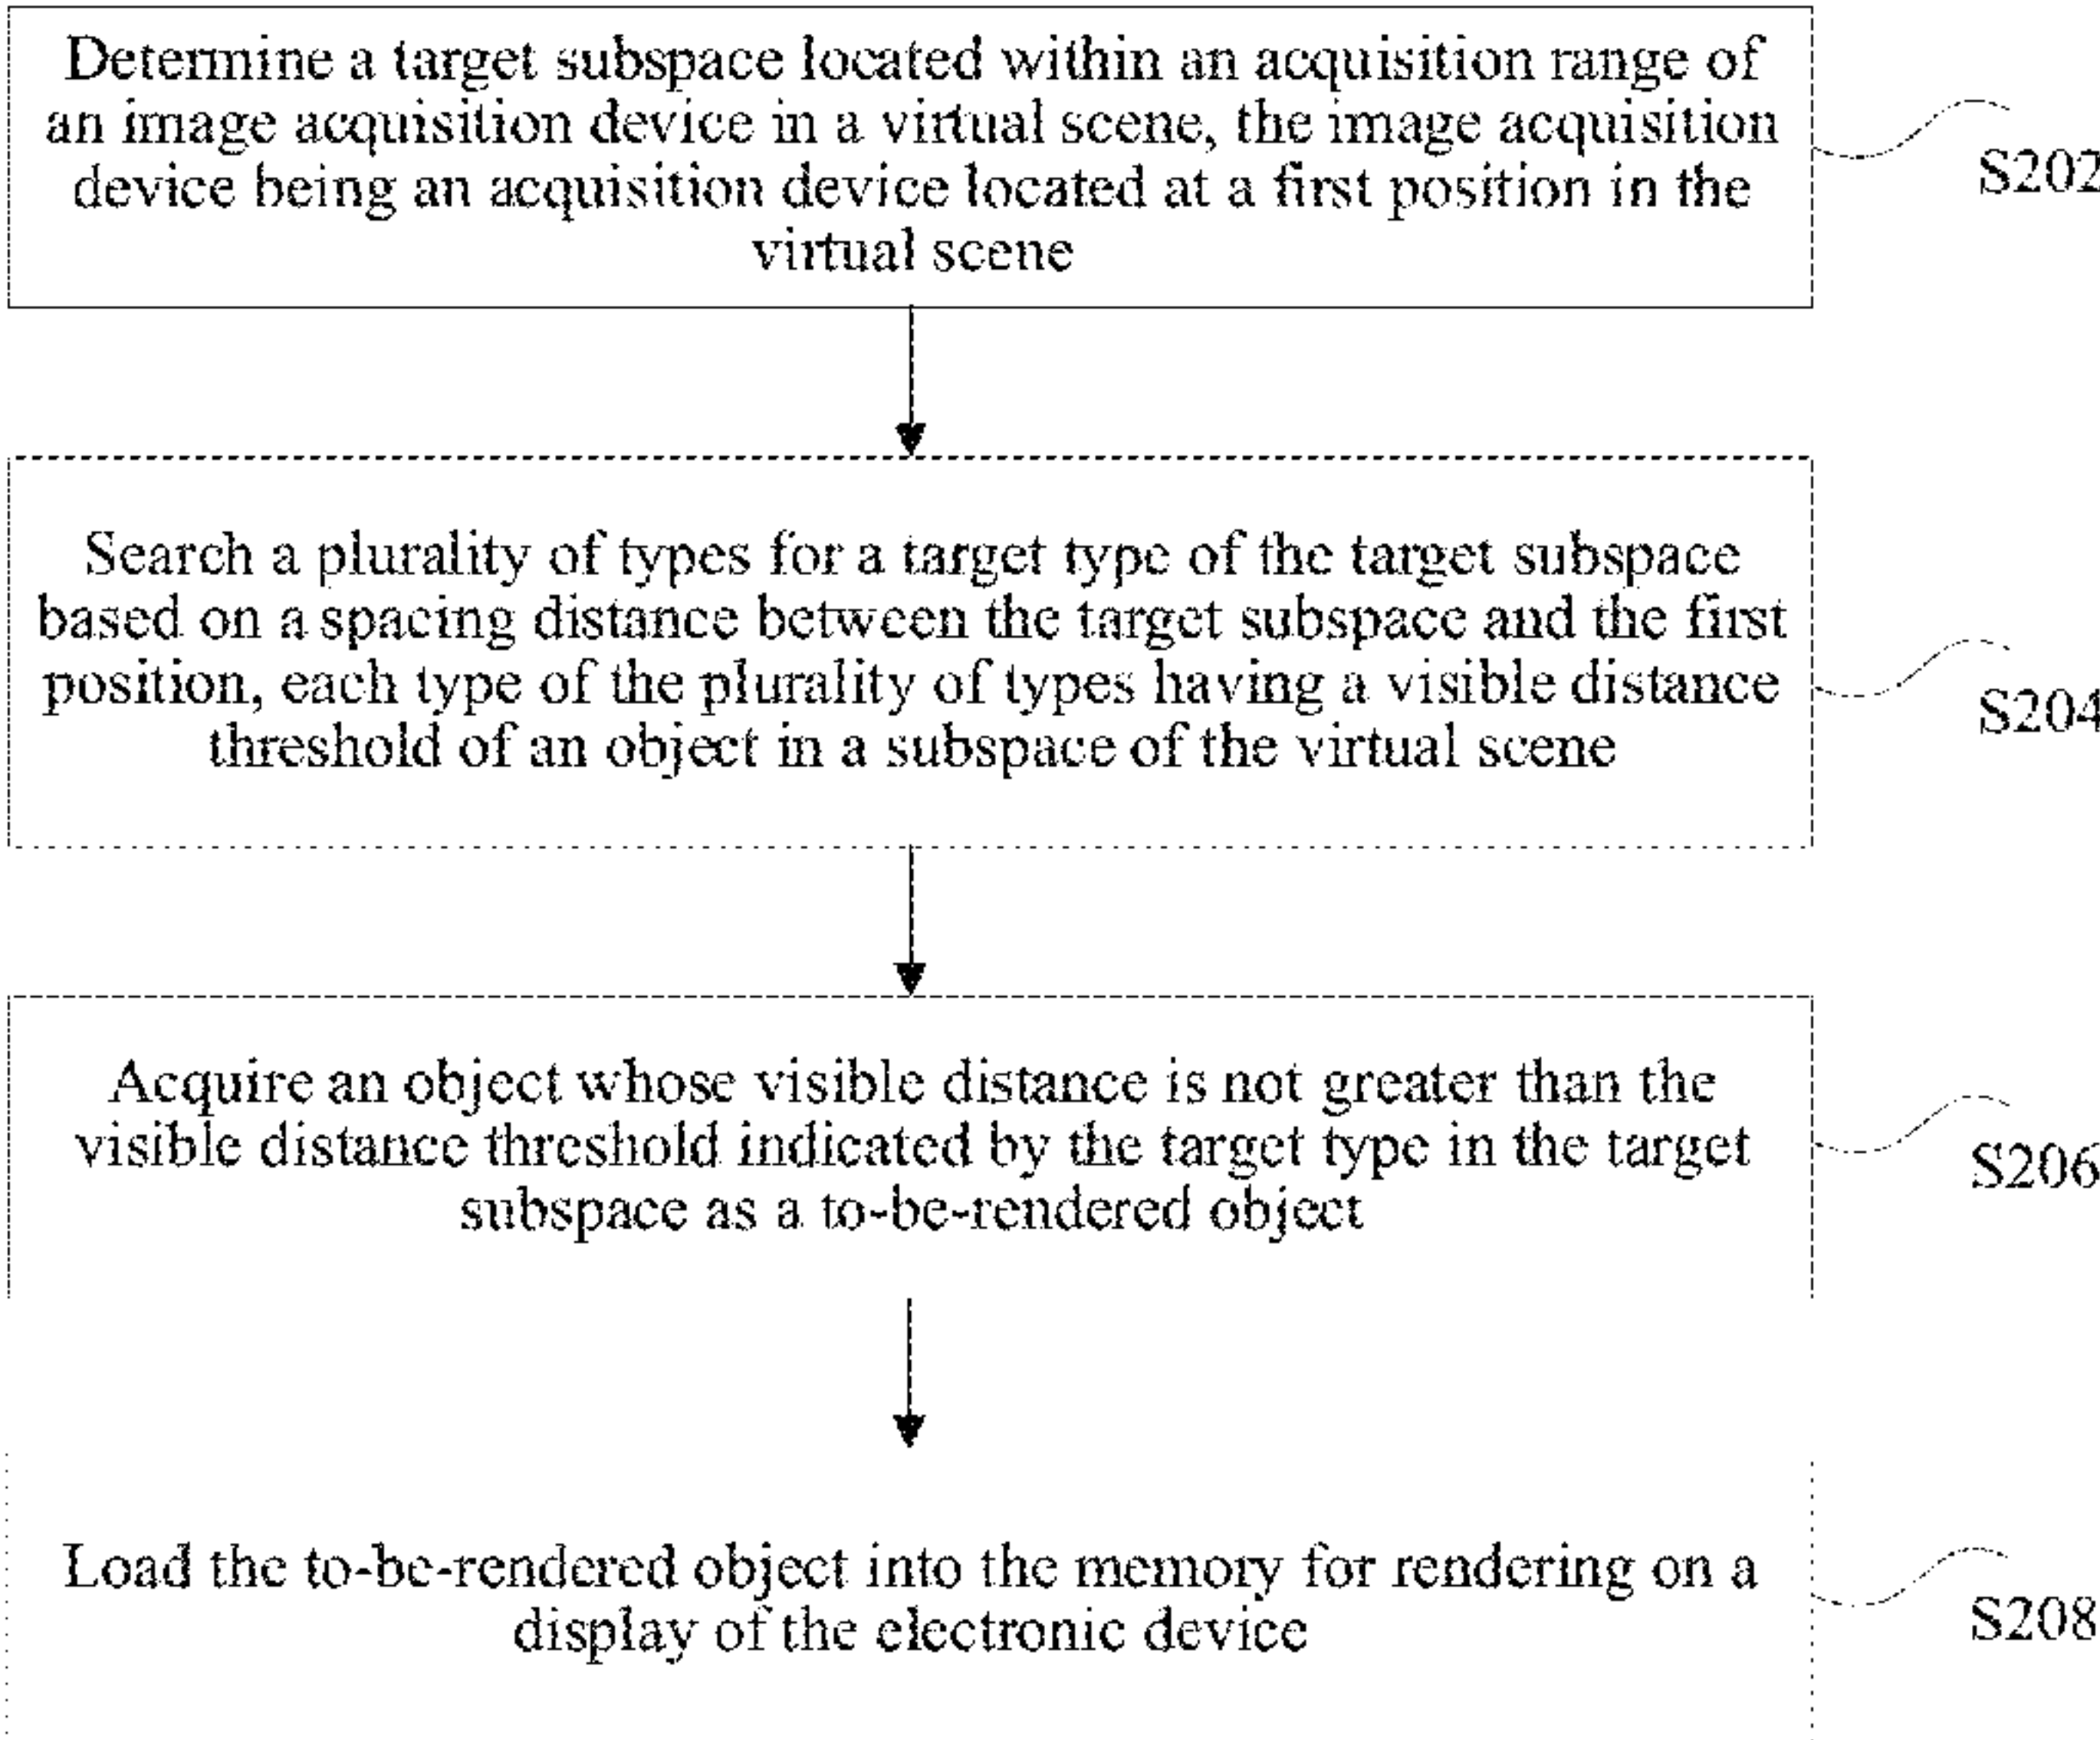 Determine a target subspace located within an acquisition range of
an image acquisition device in a virtual scene, the image acquisition
device being an acquisition device located at a first position in the
virtual scene
S202
Search a plurality of types for a target type of the target subspace
based on a spacing distance between the target subspace and the first
position, each type of the plurality of types having a visible distance
threshold of an object in a subspace of the virtual scene
S204
Acquire an object whose visible distance is not greater than the
visible distance threshold indicated by the target type in the target
subspace as a to-be-rendered object
S206
Load the to-be-rendered object into the memory for rendering on a
display of the electronic device
S208